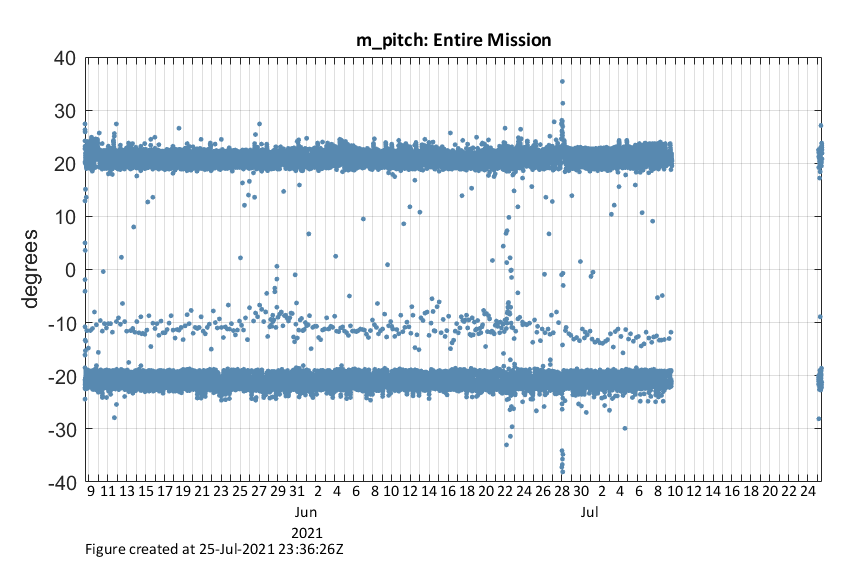 m_pitch: Entire Mission
40
30
20
10
0
-10
-20
-30
-40
degrees
9 11 13 15 17 19 21 23 25 27 29 31 2 4 6 8 10 12 14 16 18 20 22 24 26 28 30 2 4 6 8 10 12 14 16 18 20 22 24
Jun Jul
2021
Figure created at 25-Jul-2021 23:36:26Z